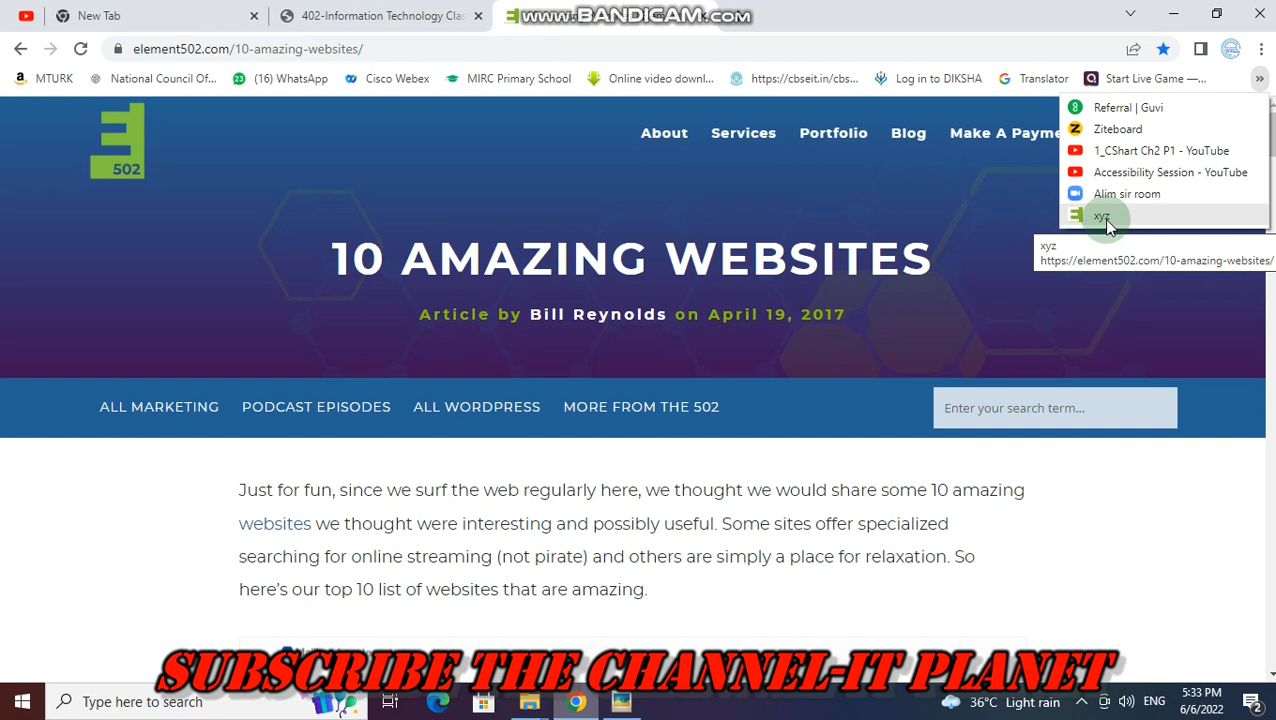 New Tab
402-Information Technology Clas
www.BANDICAM.com
element502.com/10-amazing-websites/
MTURK
National Council Of...
(16) WhatsApp
Cisco Webex
MIRC Primary School
Online video downl...
https://cbseit.in/cbs...
Log in to DIKSHA
Translator
Start Live Game —...
»
Referral | Guvi
Ziteboard
1_CShart Ch2 P1 - YouTube
Accessibility Session - YouTube
Alim sir room
xyz
xyz
https://element502.com/10-amazing-websites/
502
About
Services
Portfolio
Blog
Make A Payme
10 AMAZING WEBSITES
Article by Bill Reynolds on April 19, 2017
ALL MARKETING
PODCAST EPISODES
ALL WORDPRESS
MORE FROM THE 502
Enter your search term...
Just for fun, since we surf the web regularly here, we thought we would share some 10 amazing
websites we thought were interesting and possibly useful. Some sites offer specialized
searching for online streaming (not pirate) and others are simply a place for relaxation. So
here's our top 10 list of websites that are amazing.
SUBSCRIBE THE CHANNEL-IT PLANET
Type here to search
36°C Light rain
ENG
5:33 PM
6/6/2022
2